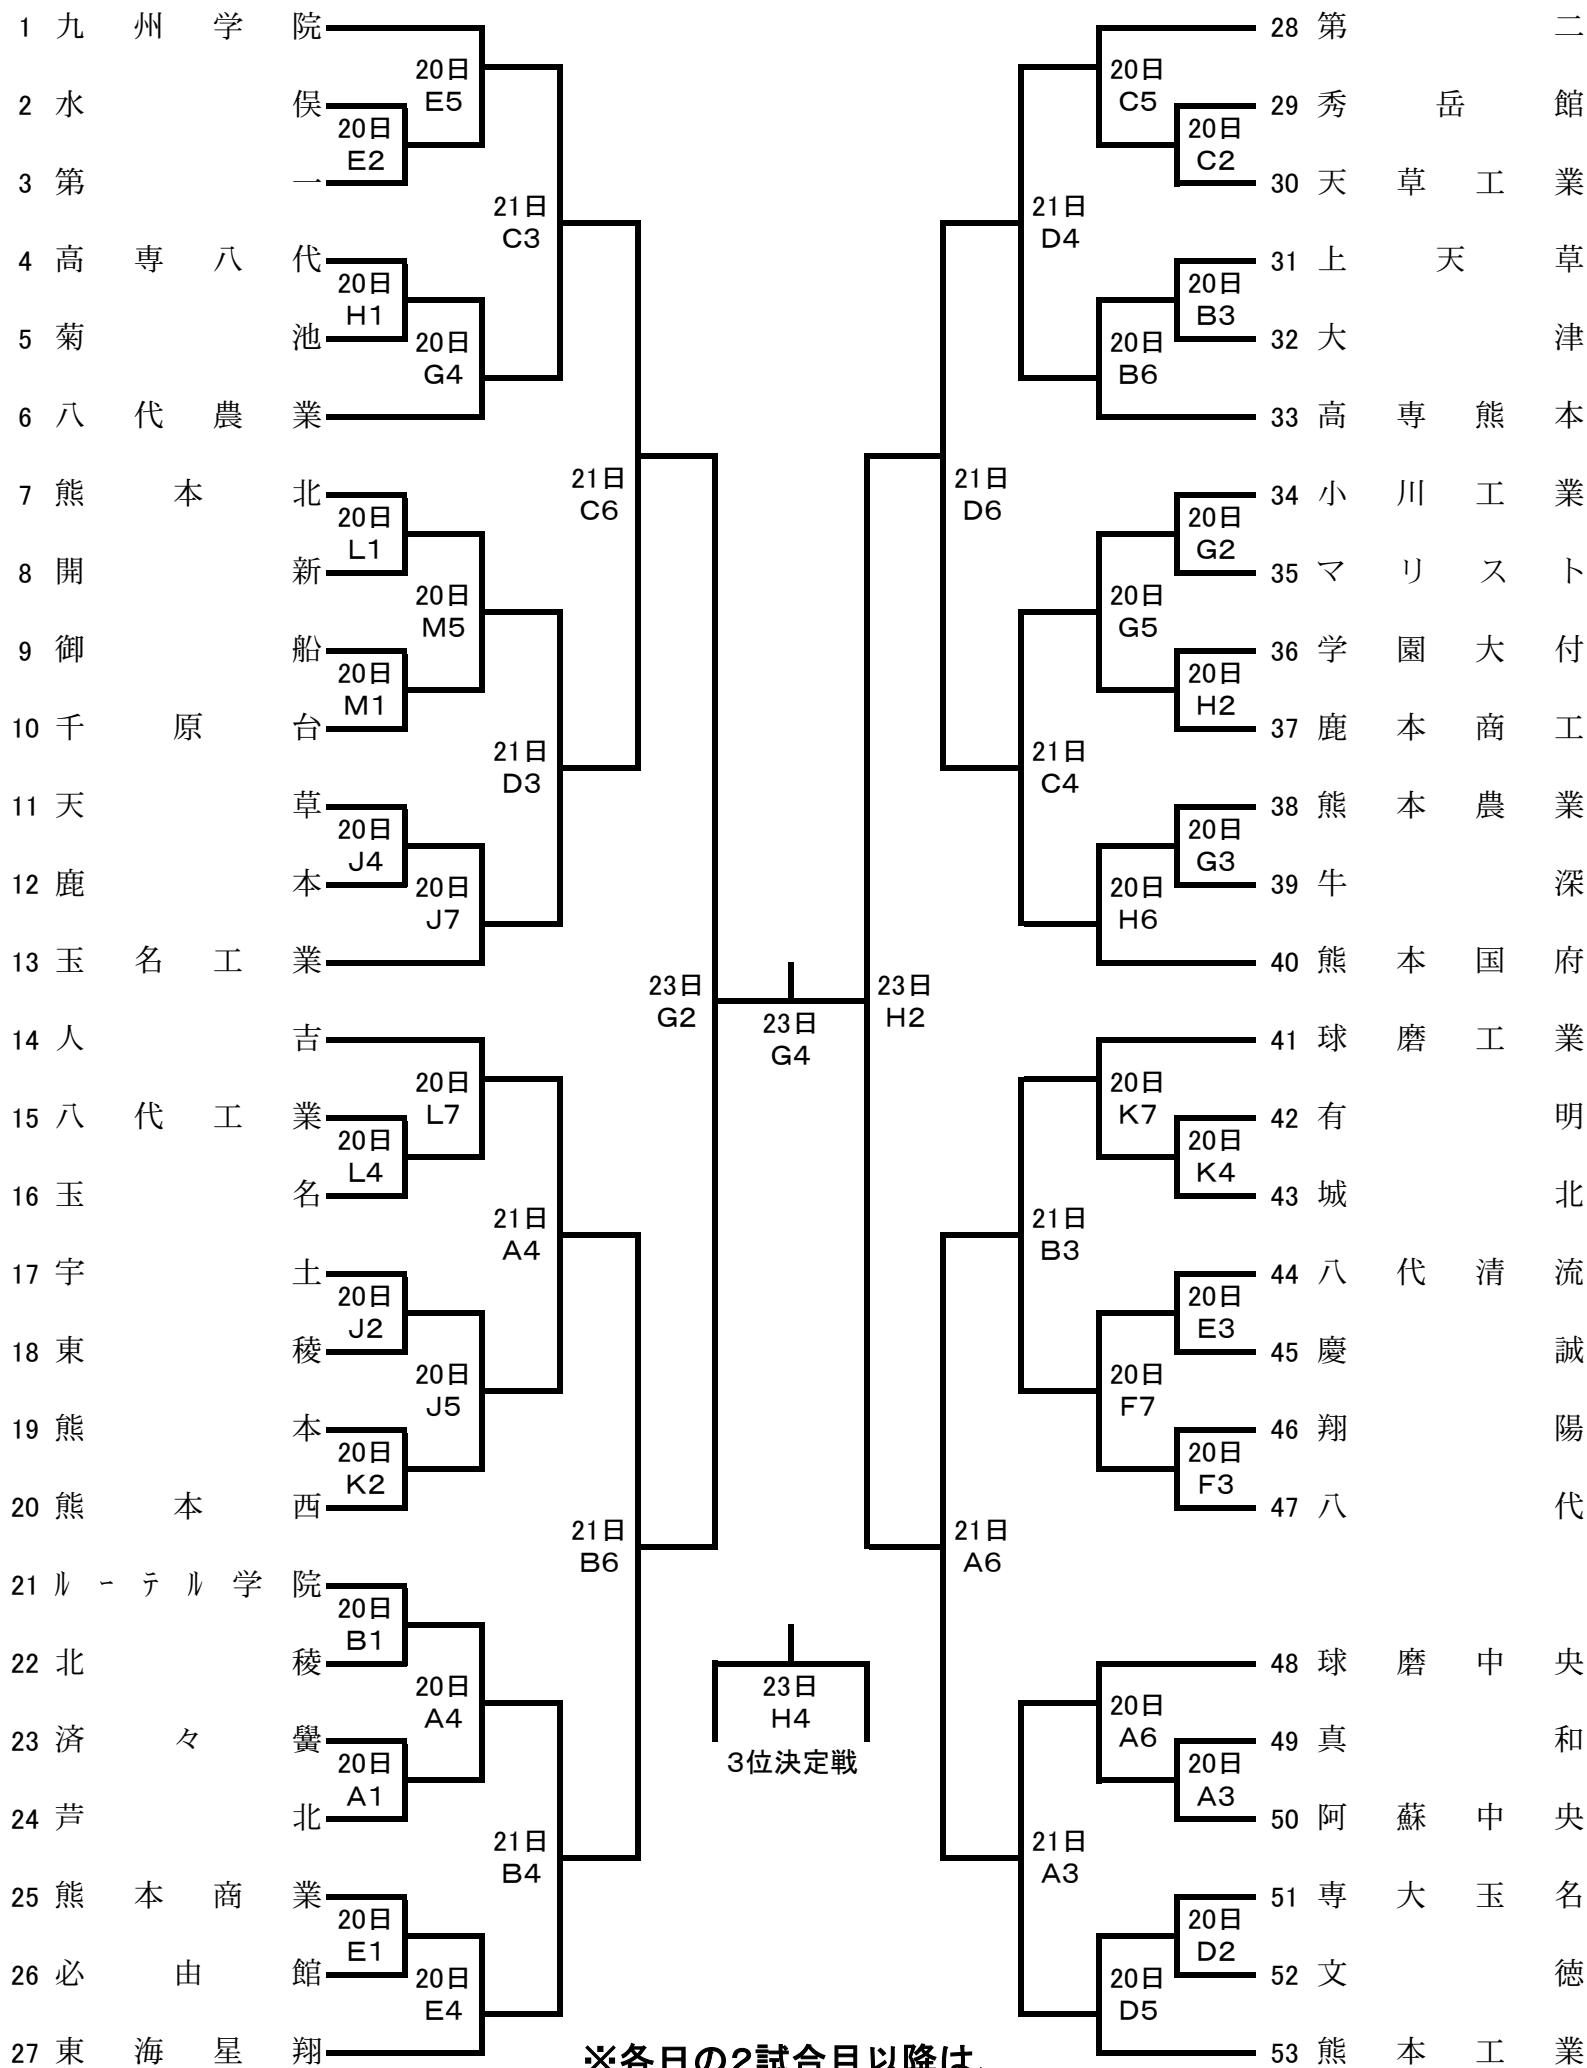 1 九州学院
20日
E5
2 水俣
20日
E2
3 第一
21日
C3
4 高専八代
20日
H1
5 菊池
20日
G4
6 八代農業
21日
C6
7 熊本北
20日
L1
8 開新
20日
M5
9 御船
20日
M1
10 千原台
21日
D3
11 天草
20日
J4
12 鹿本
20日
J7
13 玉名工業
23日
G2
14 人吉
20日
L7
15 八代工業
20日
L4
16 玉名
21日
A4
17 宇土
20日
J2
18 東稜
20日
J5
19 熊本
20日
K2
20 熊本西
21日
B6
21 ﾙｰﾃﾙ学院
20日
B1
22 北稜
20日
A4
23 済々黌
20日
A1
24 芦北
21日
B4
25 熊本商業
20日
E1
26 必由館
20日
E4
27 東海星翔
23日
G4
23日
H4
3位決定戦
28 第二
20日
C5
29 秀岳館
20日
C2
30 天草工業
21日
D4
31 上天草
20日
B3
32 大津
20日
B6
33 高専熊本
21日
D6
34 小川工業
20日
G2
35 マリスト
20日
G5
36 学園大付
20日
H2
37 鹿本商工
21日
C4
38 熊本農業
20日
G3
39 牛深
20日
H6
40 熊本国府
23日
H2
41 球磨工業
20日
K7
42 有明
20日
K4
43 城北
21日
B3
44 八代清流
20日
E3
45 慶誠
20日
F7
46 翔陽
20日
F3
47 八代
21日
A6
48 球磨中央
20日
A6
49 真和
20日
A3
50 阿蘇中央
21日
A3
51 専大玉名
20日
D2
52 文徳
20日
D5
53 熊本工業
※各日の2試合目以降は、